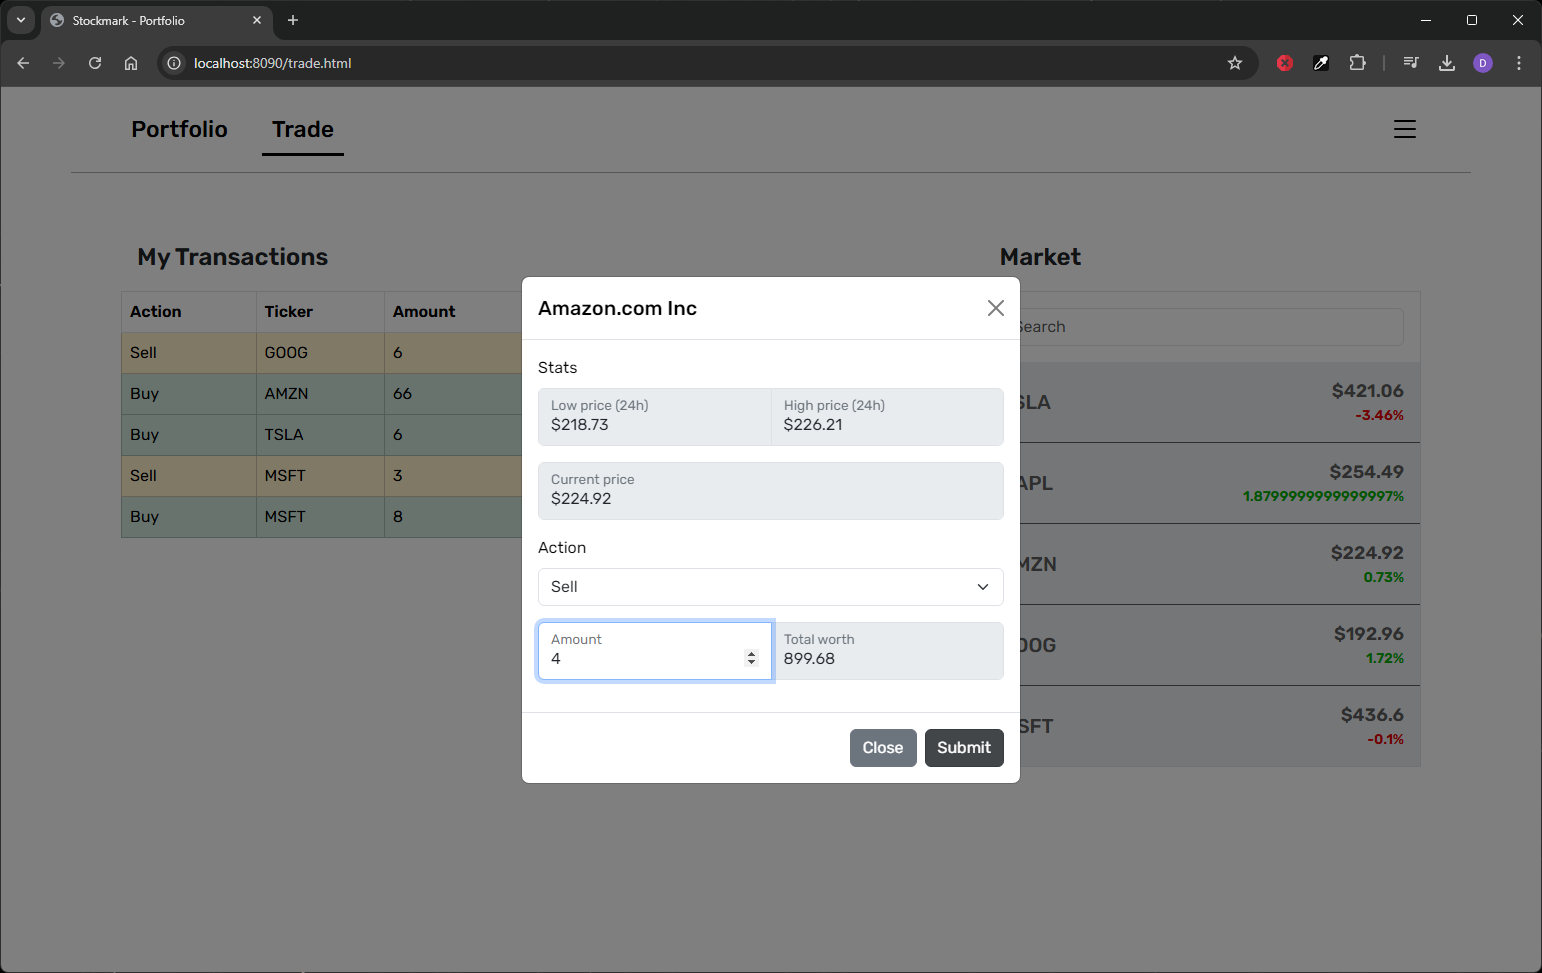 Stockmark - Portfolio
localhost:8090/trade.html
D
Portfolio
Trade
My Transactions
Action Ticker Amount
Sell GOOG 6
Buy AMZN 66
Buy TSLA 6
Sell MSFT 3
Buy MSFT 8
Amazon.com Inc
Stats
Low price (24h)
$218.73
High price (24h)
$226.21
Current price
$224.92
Action
Sell
Amount
4
Total worth
899.68
Close
Submit
Market
Search
SLA
$421.06
-3.46%
APL
$254.49
1.8799999999999997%
MZN
$224.92
0.73%
OOG
$192.96
1.72%
SFT
$436.6
-0.1%